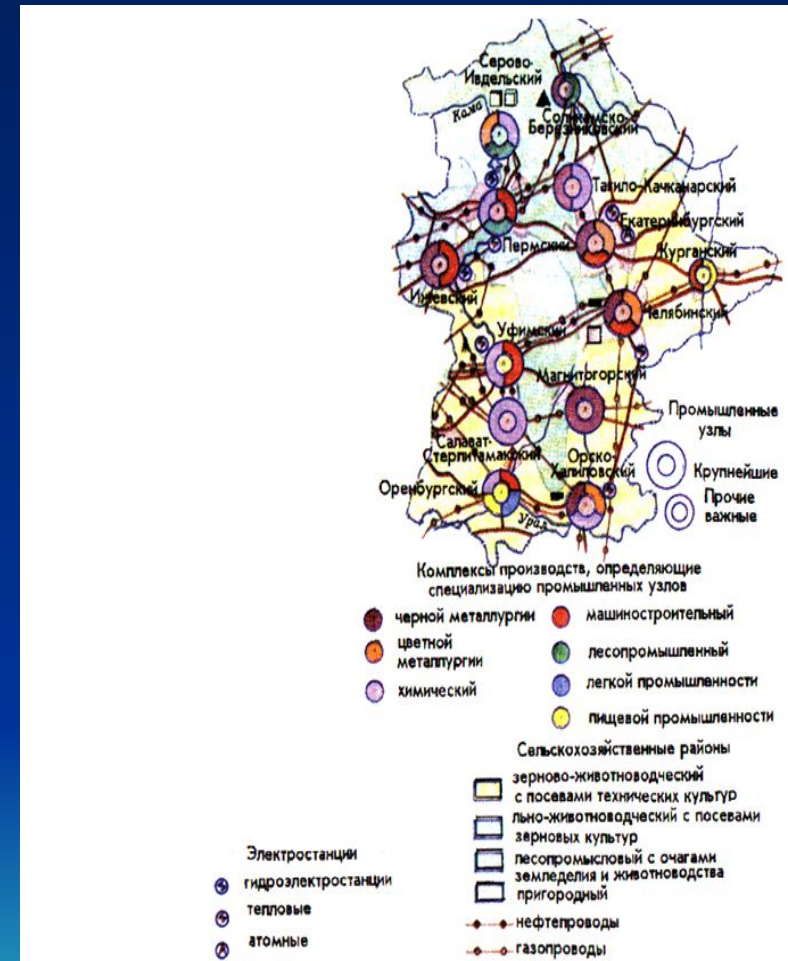 Серово-
Ивдельский
Кама
Соликамско-
Березниковский
Тагило-Качканарский
Екатеринбургский
Пермский
Курганский
Ижевский
Челябинский
Уфимский
Магнитогорский
Промышленные
узлы
Салават-
Стерлитамакский
Орско-
Халиловский
Крупнейшие
Оренбургский
Прочие
важные
Урал
Комплексы производств, определяющие
специализацию промышленных узлов
черной металлургии
машиностроительный
цветной
металлургии
лесопромышленный
химический
легкой промышленности
пищевой промышленности
Сельскохозяйственные районы
зерново-животноводческий
с посевами технических культур
льно-животноводческий с посевами
зерновых культур
Электростанции
лесопромысловый с очагами
земледелия и животноводства
гидроэлектростанции
пригородный
тепловые
нефтепроводы
атомные
газопроводы